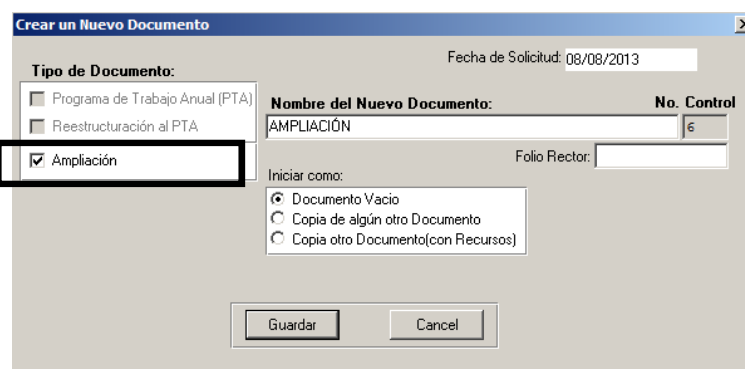 Crear un Nuevo Documento
Fecha de Solicitud: 08/08/2013
Tipo de Documento:
Programa de Trabajo Anual (PTA)
Reestructuración al PTA
Ampliación
Nombre del Nuevo Documento:
No. Control
AMPLIACIÓN
6
Folio Rector:
Iniciar como:
Documento Vacio
Copia de algún otro Documento
Copia otro Documento(con Recursos)
Guardar
Cancel